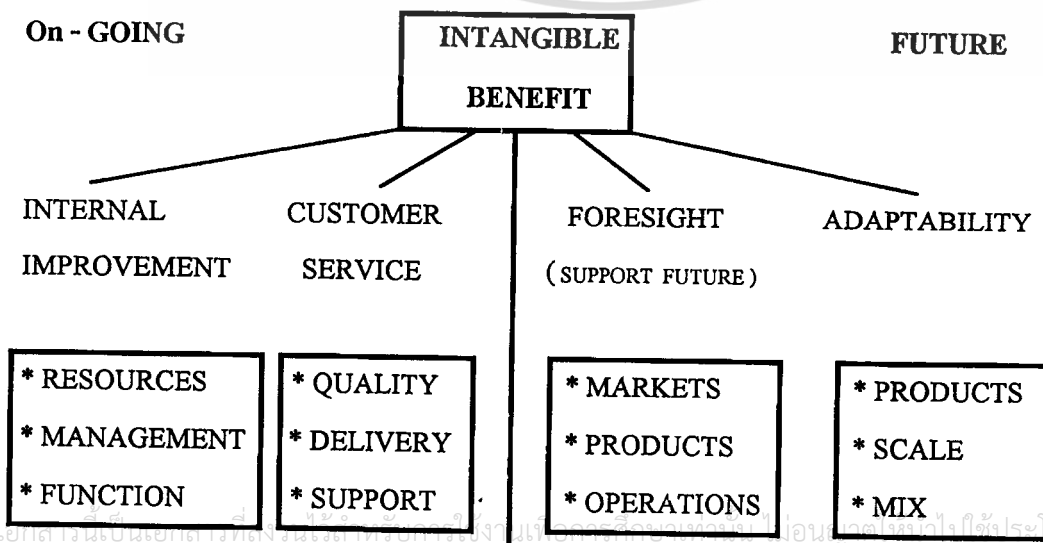 On - GOING
INTANGIBLE
BENEFIT
FUTURE
INTERNAL
IMPROVEMENT
CUSTOMER
SERVICE
FORESIGHT
( SUPPORT FUTURE )
ADAPTABILITY
* RESOURCES
* MANAGEMENT
* FUNCTION
* QUALITY
* DELIVERY
* SUPPORT
* MARKETS
* PRODUCTS
* OPERATIONS
* PRODUCTS
* SCALE
* MIX